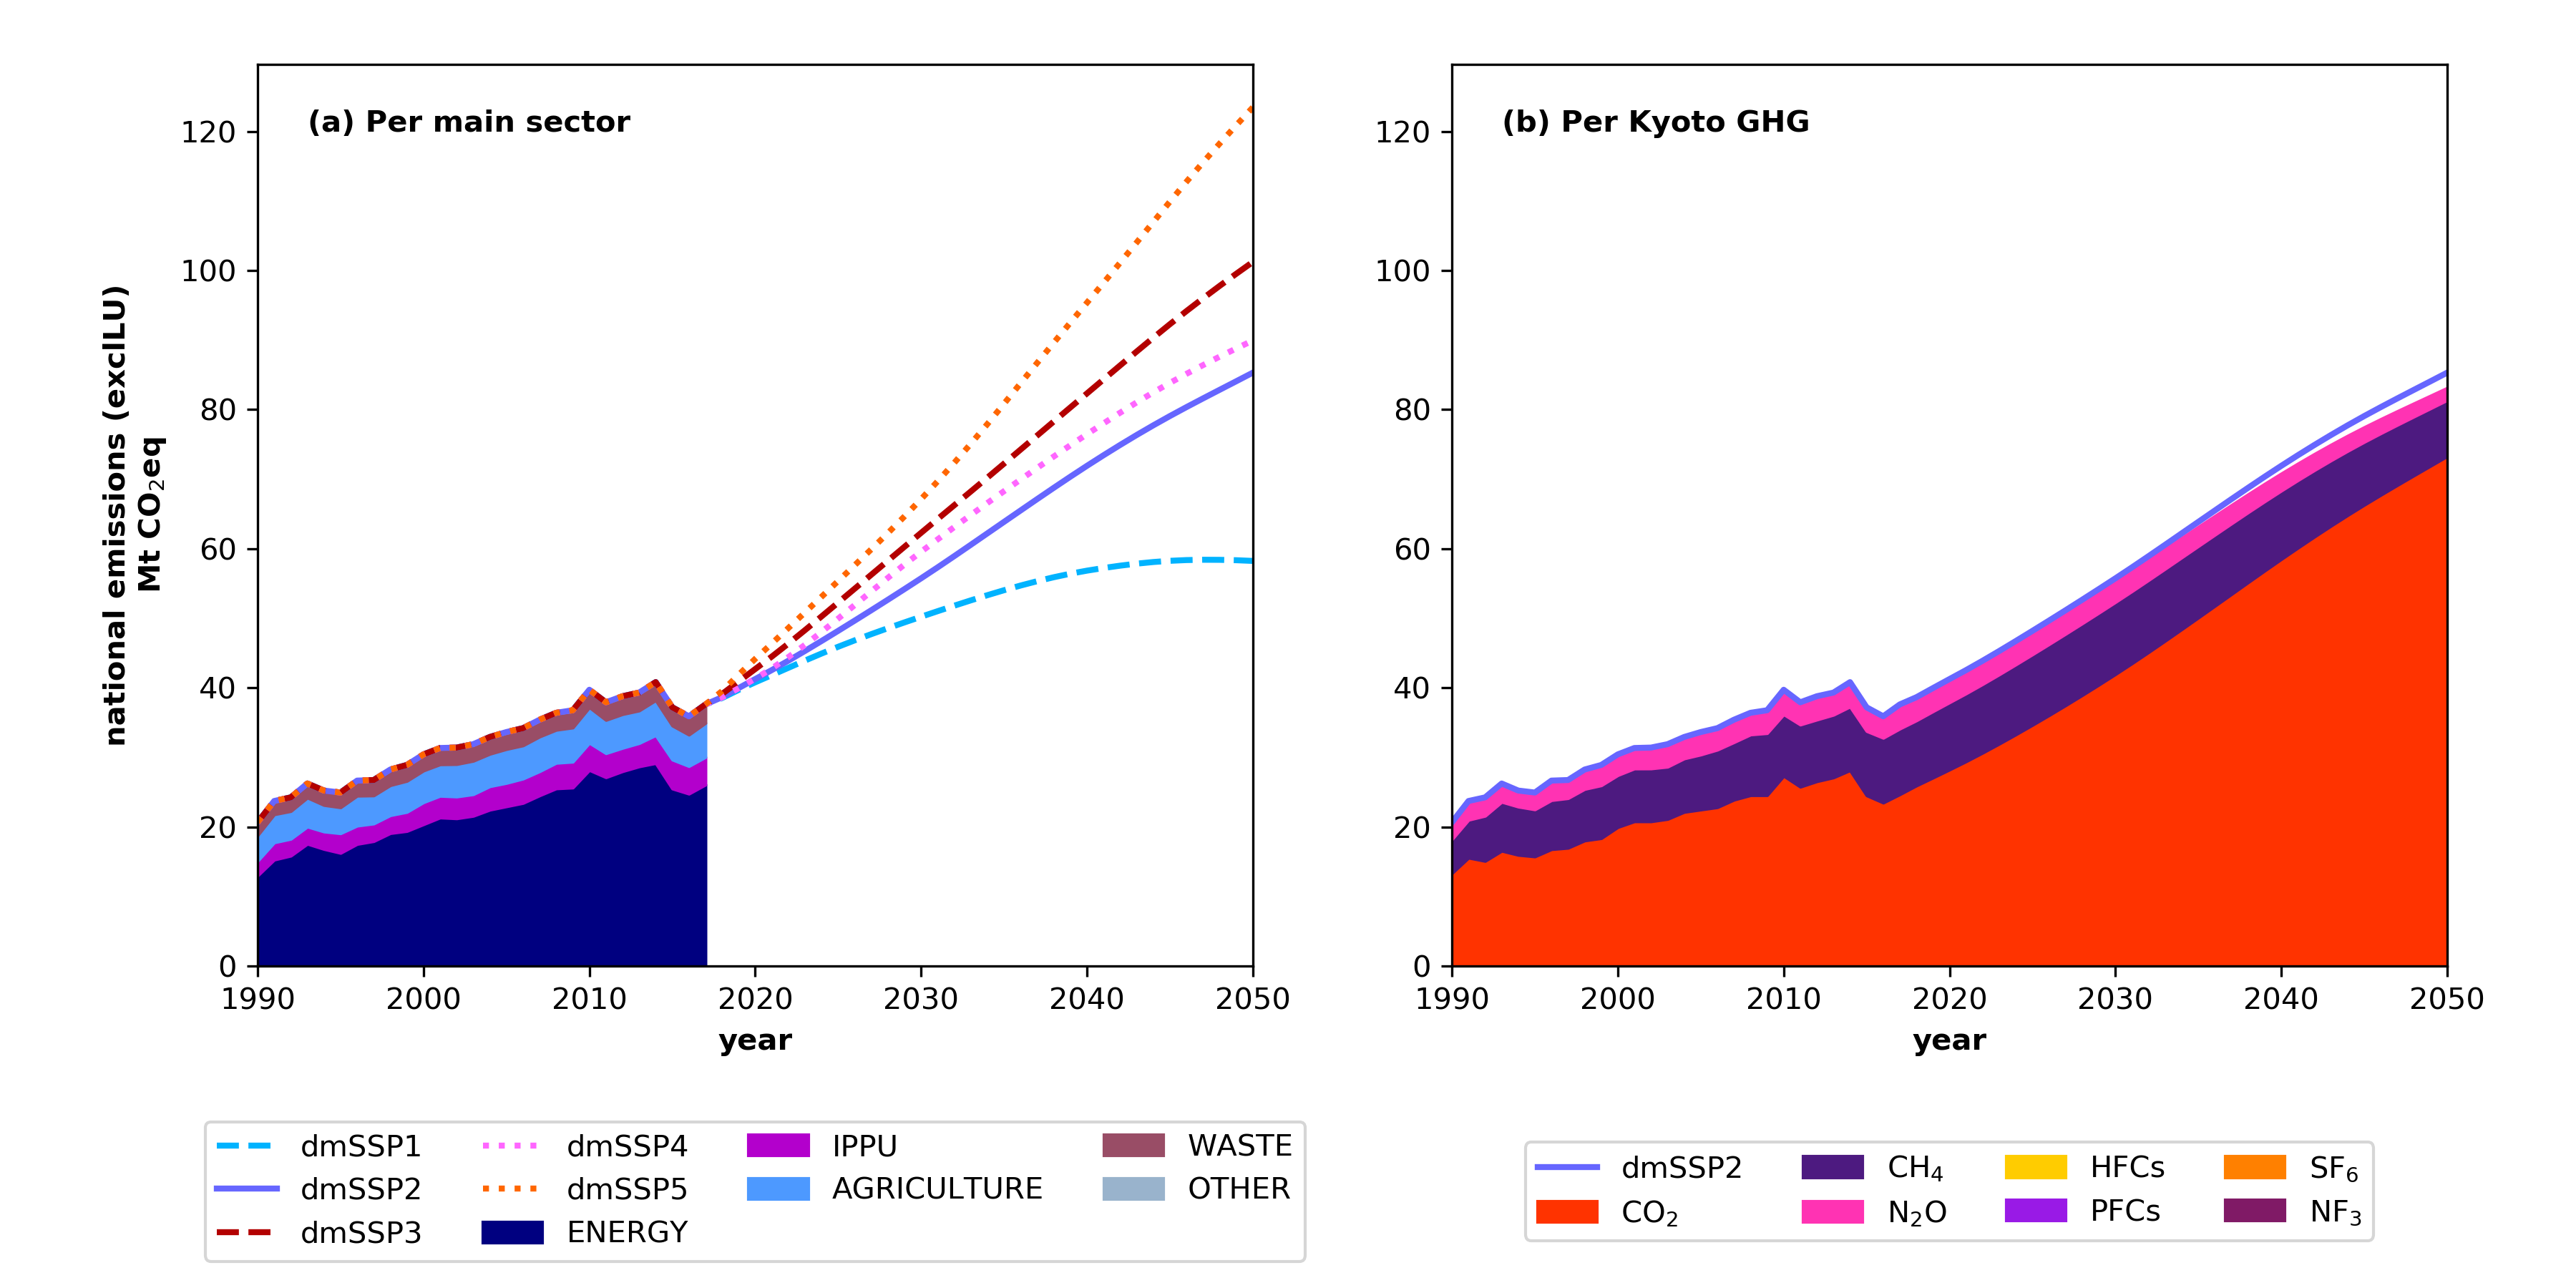 (a) Per main sector
national emissions (exclLU)
Mt CO₂eq
120
100
80
60
40
20
0
1990 2000 2010 2020 2030 2040 2050
year
dmSSP1 dmSSP4 IPPU WASTE
dmSSP2 dmSSP5 AGRICULTURE OTHER
dmSSP3 ENERGY
(b) Per Kyoto GHG
120
100
80
60
40
20
0
1990 2000 2010 2020 2030 2040 2050
year
dmSSP2 CH₄ HFCs SF₆
CO₂ N₂O PFCs NF₃